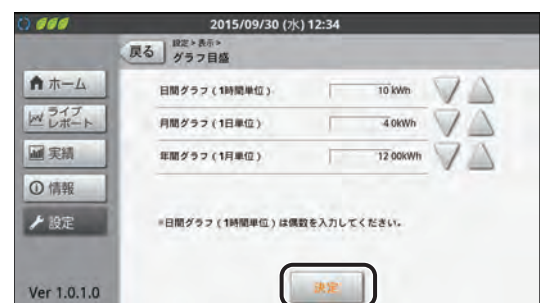 2015/09/30 (水) 12:34
戻る
設定＞表示＞
グラフ目盛
ホーム
ライブ
レポート
実績
情報
設定
Ver 1.0.1.0
日間グラフ（1時間単位） 10 kWh
月間グラフ（1日単位） 40kWh
年間グラフ（1月単位） 1200kWh
※日間グラフ（1時間単位）は偶数を入力してください。
決定